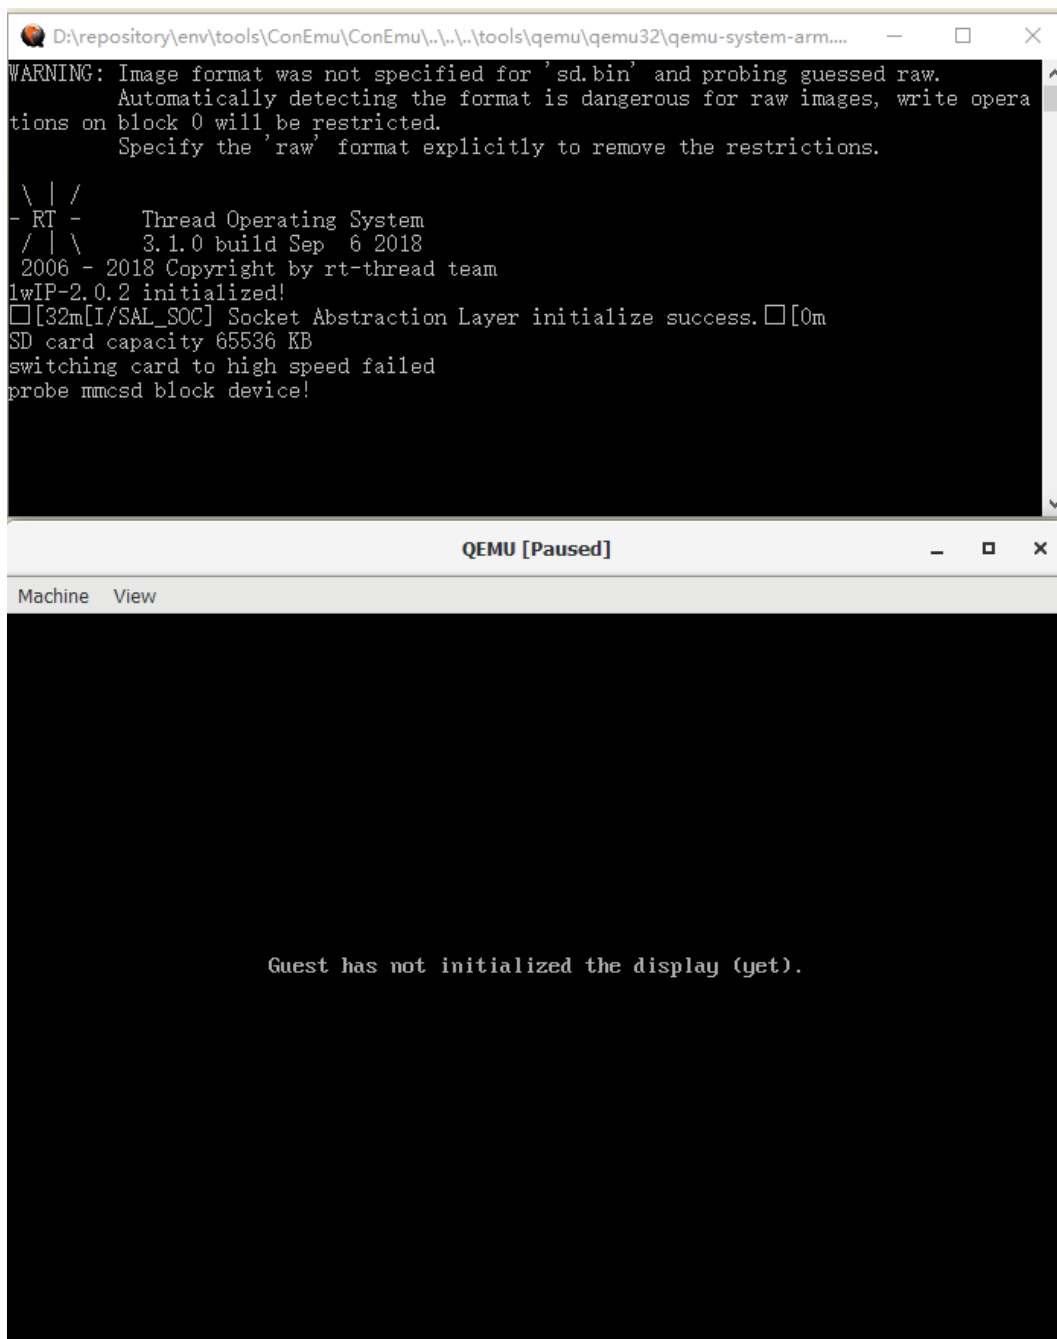 D:\repository\env\tools\ConEmu\ConEmu\..\..\..\tools\qemu\qemu32\qemu-system-arm....
WARNING: Image format was not specified for 'sd.bin' and probing guessed raw.
         Automatically detecting the format is dangerous for raw images, write opera
tions on block 0 will be restricted.
         Specify the 'raw' format explicitly to remove the restrictions.
 \ | /
- RT -     Thread Operating System
 / | \     3.1.0 build Sep  6 2018
 2006 - 2018 Copyright by rt-thread team
lwIP-2.0.2 initialized!
□[32m[I/SAL_SOC] Socket Abstraction Layer initialize success.□[0m
SD card capacity 65536 KB
switching card to high speed failed
probe mmcsd block device!
QEMU [Paused]
Machine View
Guest has not initialized the display (yet).